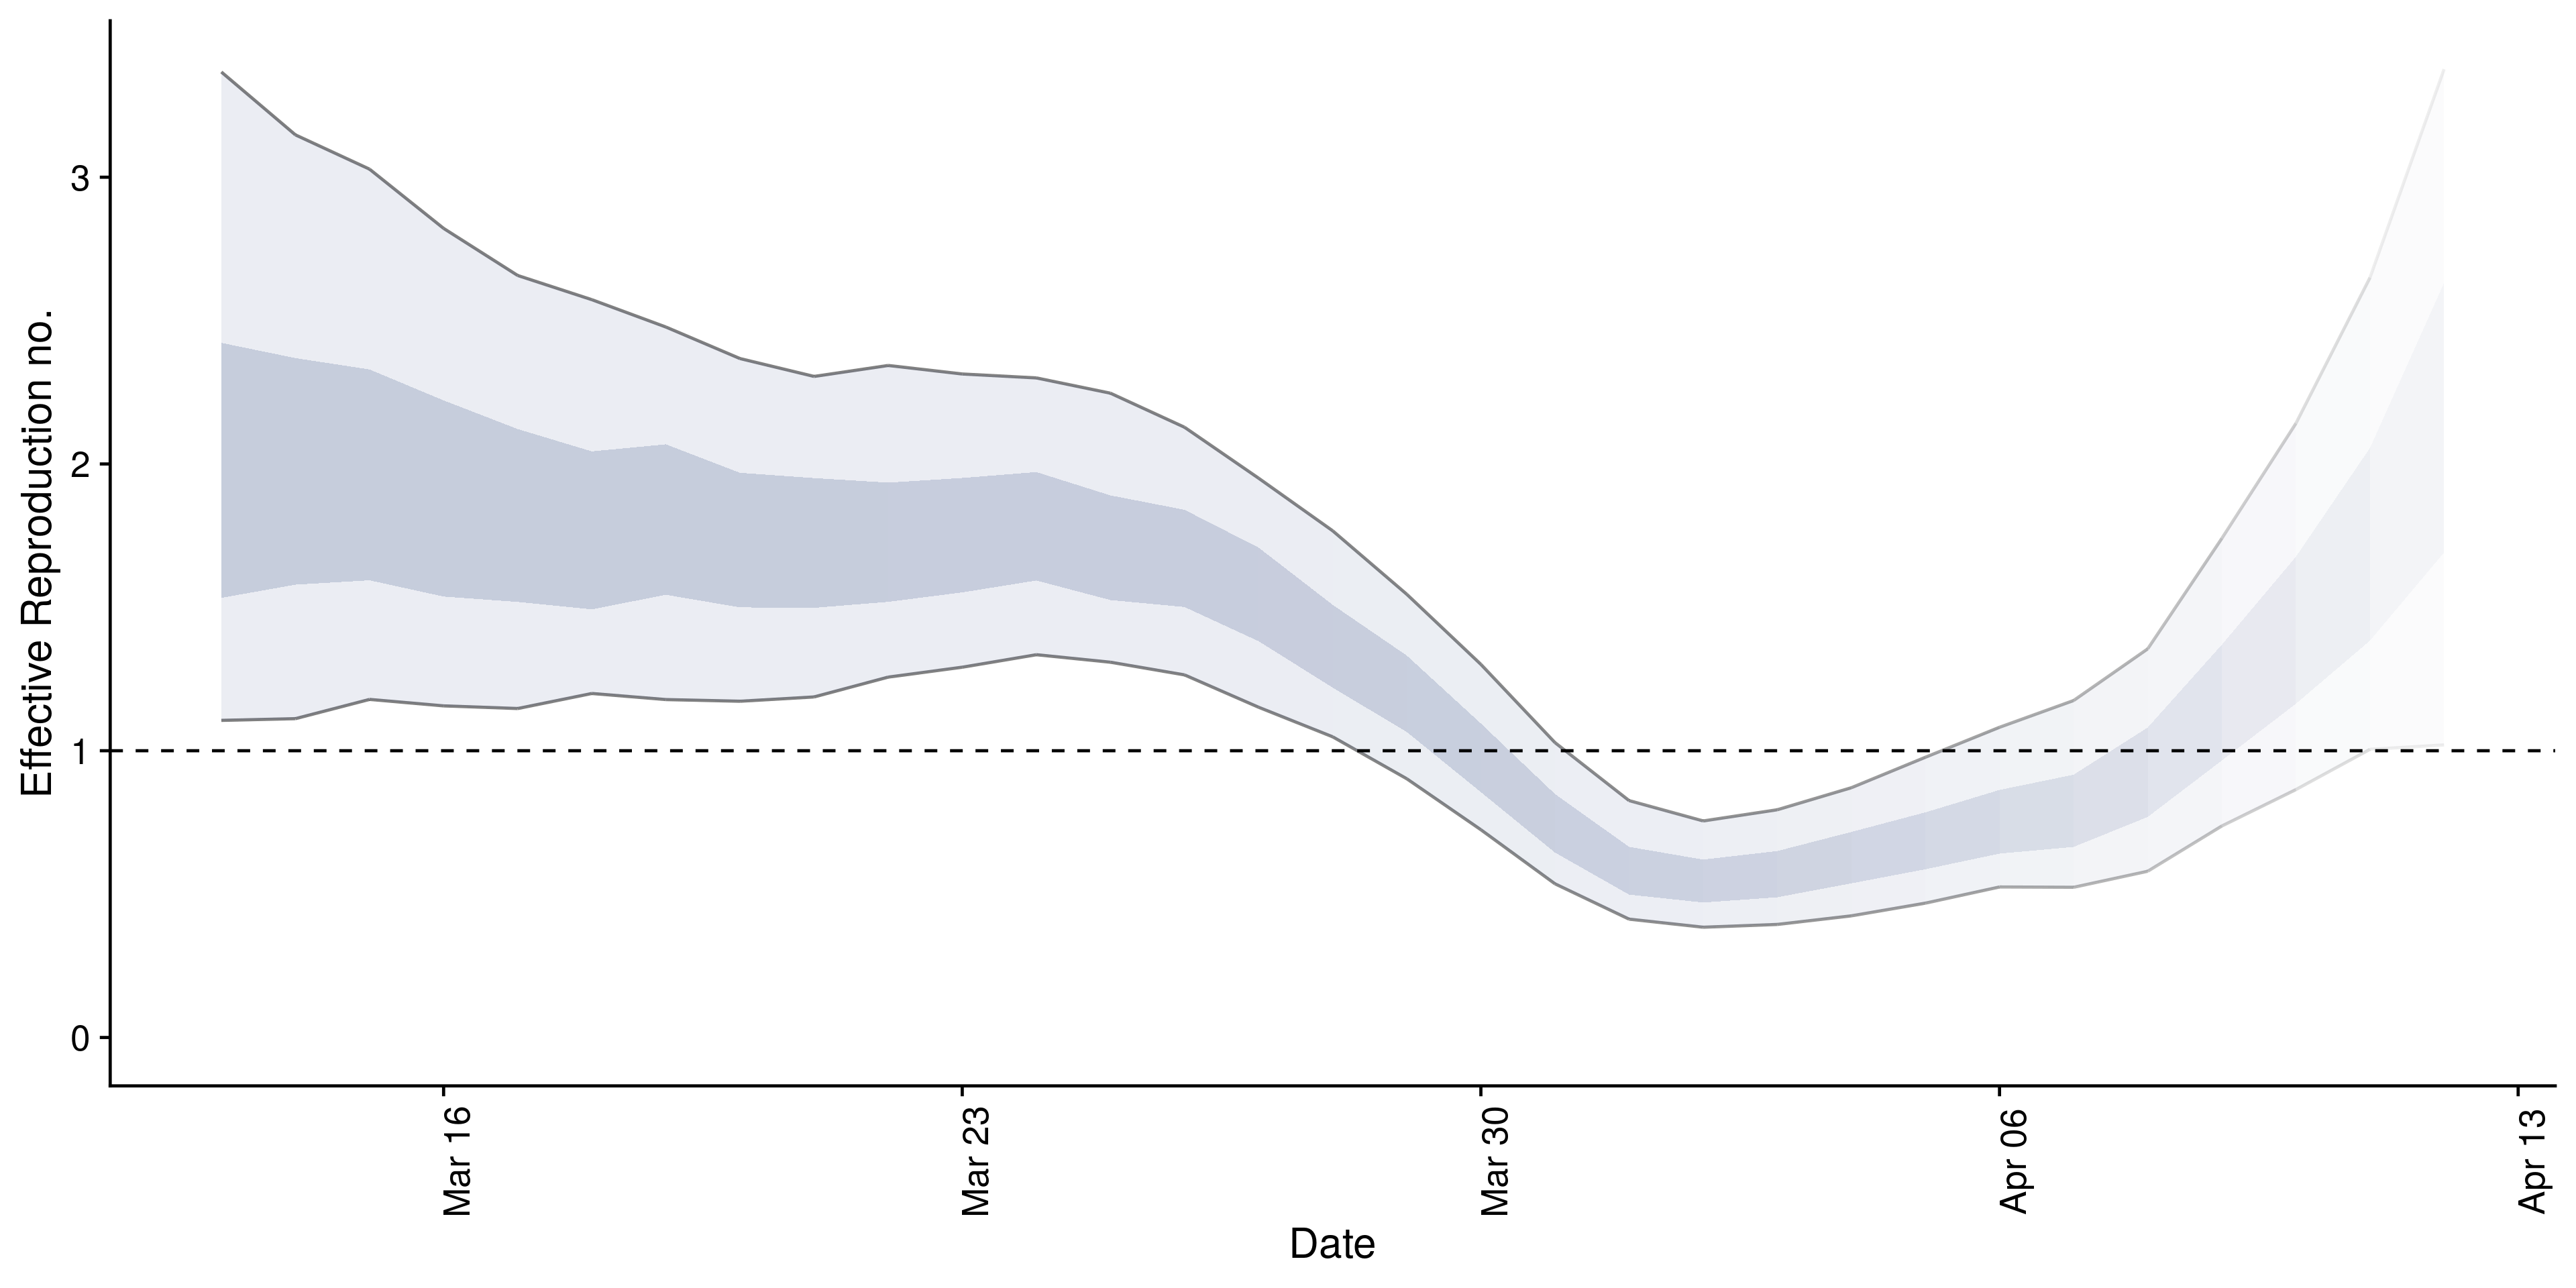 Effective Reproduction no.
3
2
1
0
Mar 16
Mar 23
Mar 30
Apr 06
Apr 13
Date